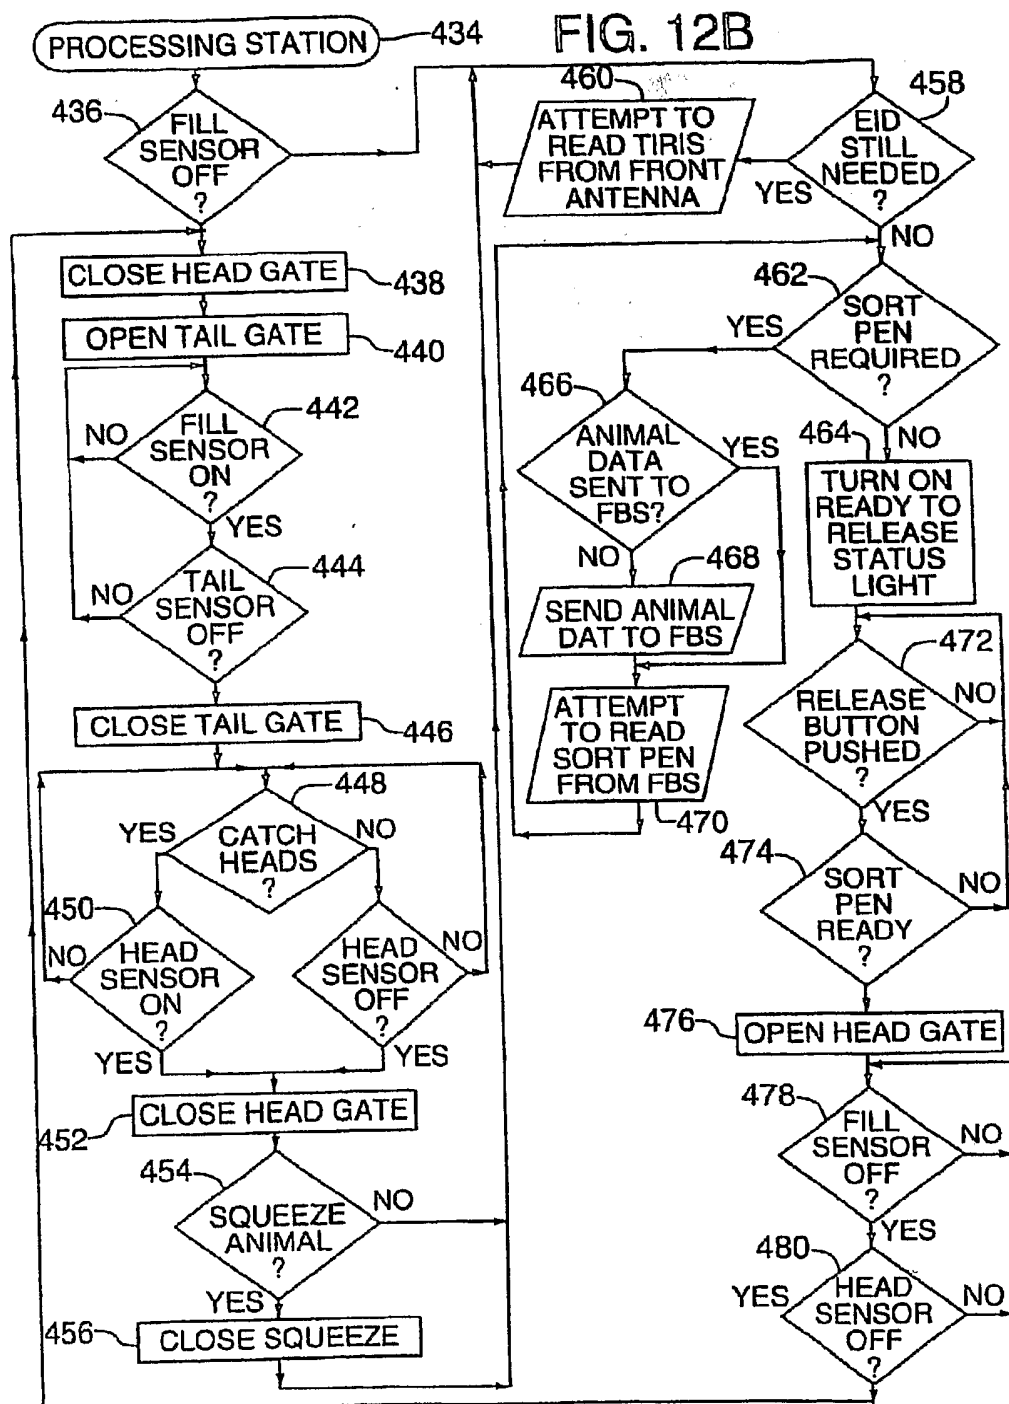 FIG. 12B
PROCESSING STATION
434
436
FILL
SENSOR
OFF
?
CLOSE HEAD GATE
438
OPEN TAIL GATE
440
442
FILL
SENSOR
ON
?
NO
YES
444
TAIL
SENSOR
OFF
?
NO
CLOSE TAIL GATE
446
448
CATCH
HEADS
?
YES
NO
450
HEAD
SENSOR
ON
?
NO
YES
HEAD
SENSOR
OFF
?
NO
YES
CLOSE HEAD GATE
452
454
SQUEEZE
ANIMAL
?
NO
YES
CLOSE SQUEEZE
456
458
EID
STILL
NEEDED
?
YES
NO
460
ATTEMPT TO
READ TIRIS
FROM FRONT
ANTENNA
462
SORT
PEN
REQUIRED
?
YES
NO
464
TURN ON
READY TO
RELEASE
STATUS
LIGHT
466
ANIMAL
DATA
SENT TO
FBS?
YES
NO
468
SEND ANIMAL
DAT TO FBS
ATTEMPT
TO READ
SORT PEN
FROM FBS
470
472
RELEASE
BUTTON
PUSHED
?
NO
YES
474
SORT
PEN
READY
?
NO
476
OPEN HEAD GATE
478
FILL
SENSOR
OFF
?
NO
YES
480
HEAD
SENSOR
OFF
?
YES
NO